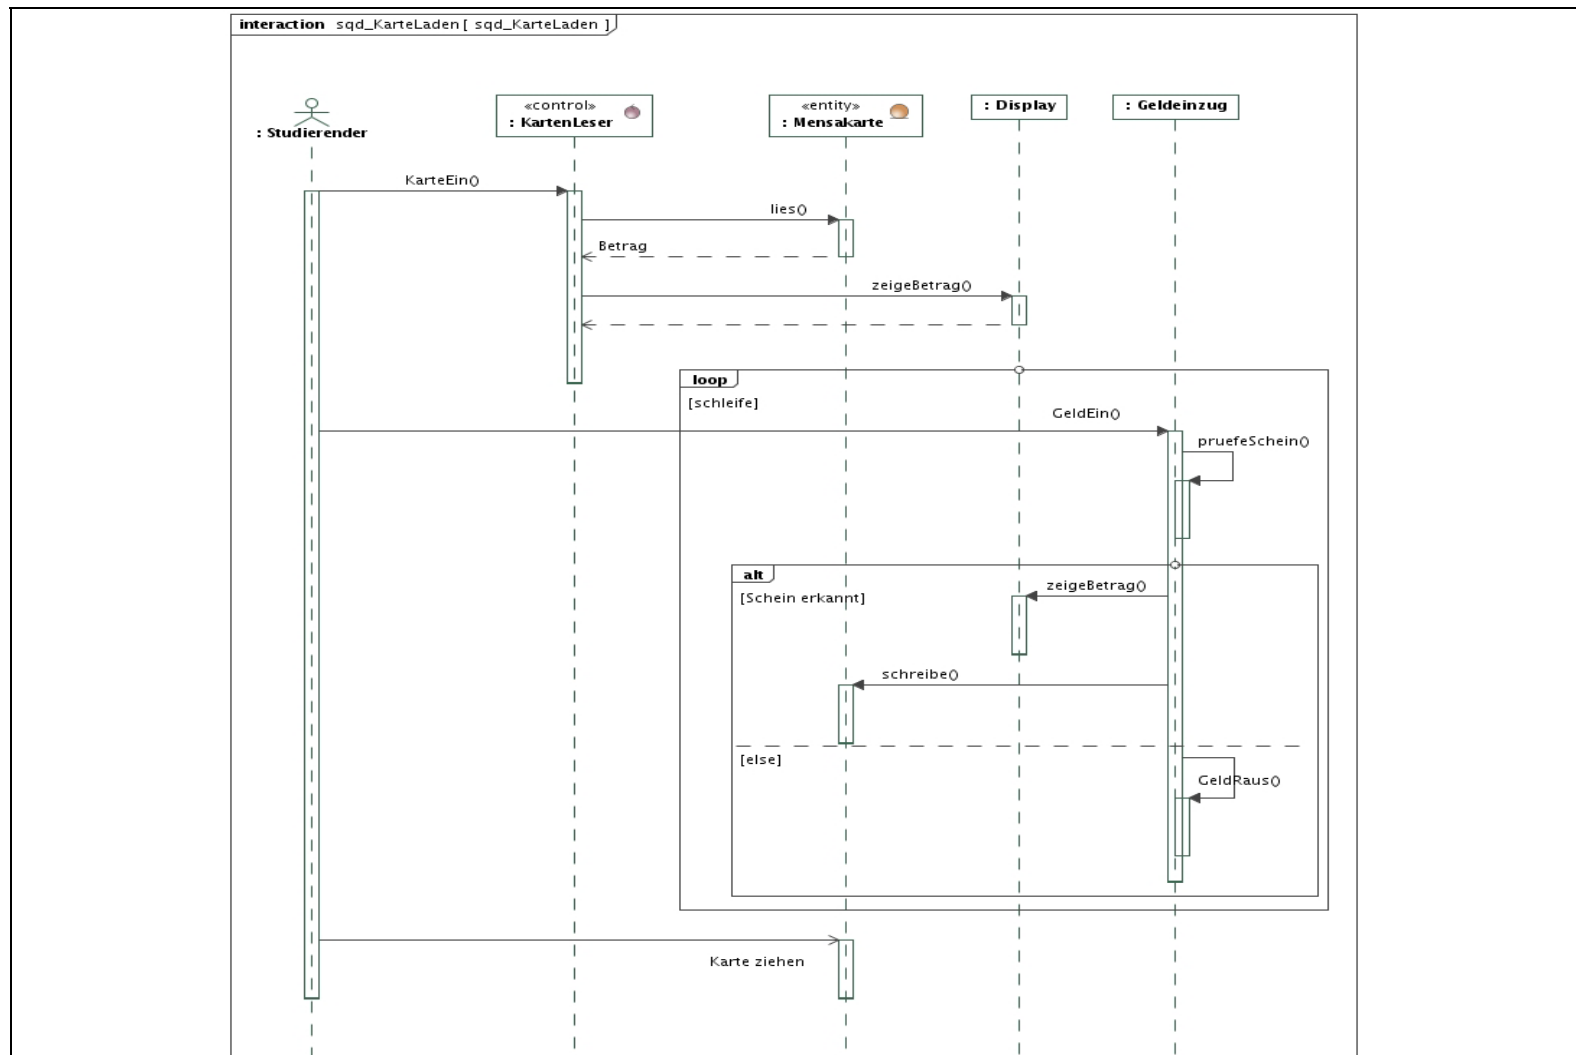 interaction sqd_KarteLaden [ sqd_KarteLaden ]
: Studierender
«control»
: KartenLeser
«entity»
: Mensakarte
: Display
: Geldeinzug
KarteEin()
lies()
Betrag
zeigeBetrag()
loop
[schleife]
GeldEin()
pruefeSchein()
alt
[Schein erkannt]
zeigeBetrag()
schreibe()
[else]
GeldRaus()
Karte ziehen